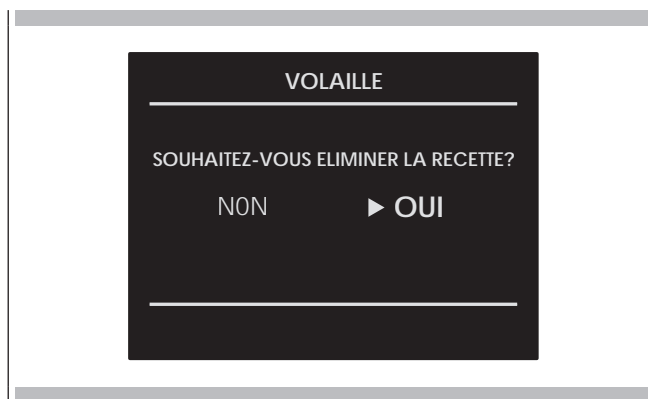 VOLAILLE
SOUHAITEZ-VOUS ELIMINER LA RECETTE?
N0N ▶ OUI